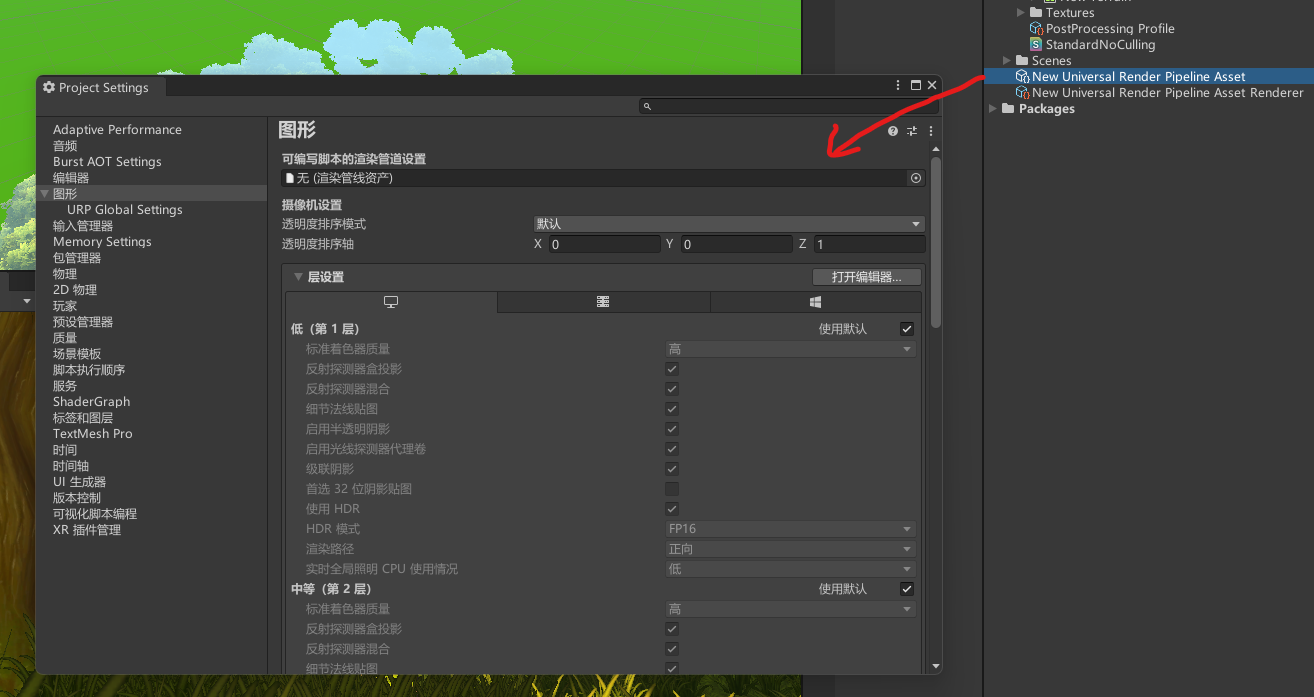 New Terrain
Textures
PostProcessing Profile
StandardNoCulling
Scenes
New Universal Render Pipeline Asset
New Universal Render Pipeline Asset Renderer
Packages
Project Settings
Adaptive Performance
音频
Burst AOT Settings
编辑器
图形
URP Global Settings
输入管理器
Memory Settings
包管理器
物理
2D 物理
玩家
预设管理器
质量
场景模板
脚本执行顺序
服务
ShaderGraph
标签和图层
TextMesh Pro
时间
时间轴
UI 生成器
版本控制
可视化脚本编程
XR 插件管理
图形
可编写脚本的渲染管道设置
无 (渲染管线资产)
摄像机设置
透明度排序模式 默认
透明度排序轴 X 0 Y 0 Z 1
层设置 打开编辑器...
低（第 1 层） 使用默认
标准着色器质量 高
反射探测器盒投影
反射探测器混合
细节法线贴图
启用半透明阴影
启用光线探测器代理卷
级联阴影
首选 32 位阴影贴图
使用 HDR
HDR 模式 FP16
渲染路径 正向
实时全局照明 CPU 使用情况 低
中等（第 2 层） 使用默认
标准着色器质量 高
反射探测器盒投影
反射探测器混合
细节法线贴图